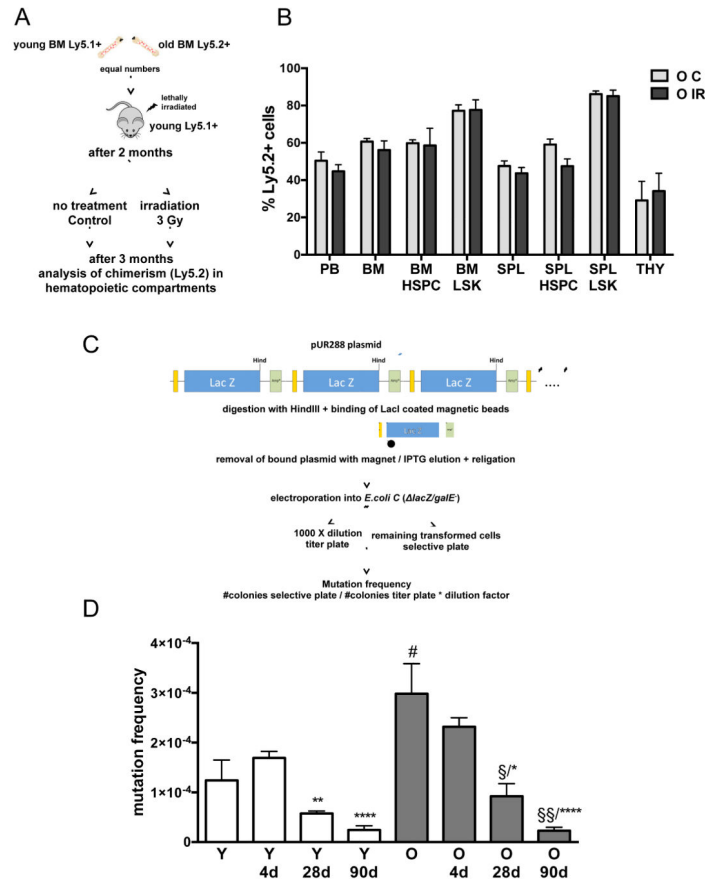 A
young BM Ly5.1+
old BM Ly5.2+
equal numbers
lethally
irradiated
young Ly5.1+
after 2 months
no treatment
Control
irradiation
3 Gy
after 3 months
analysis of chimerism (Ly5.2) in
hematopoietic compartments
B
% Ly5.2+ cells
100
80
60
40
20
0
PB
BM
BM
HSPC
BM
LSK
SPL
SPL
HSPC
SPL
LSK
THY
O C
O IR
C
pUR288 plasmid
Hind
Hind
Hind
Lac Z
Lac Z
Lac Z
....
digestion with HindIII + binding of LacI coated magnetic beads
removal of bound plasmid with magnet / IPTG elution + religation
electroporation into E.coli C (ΔlacZ/galE-)
1000 X dilution
titer plate
remaining transformed cells
selective plate
Mutation frequency
#colonies selective plate / #colonies titer plate * dilution factor
D
mutation frequency
4×10-4
3×10-4
2×10-4
1×10-4
0
**
****
#
§/*
§§/****
Y
Y
4d
Y
28d
Y
90d
O
O
4d
O
28d
O
90d